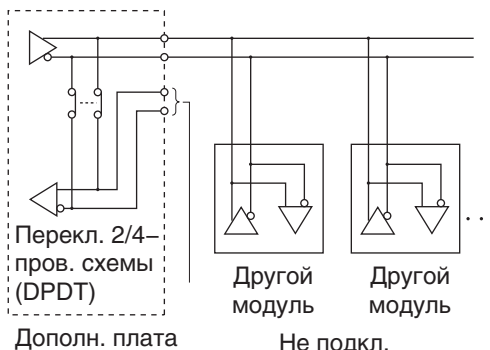 Перекл. 2/4–
пров. схемы
(DPDT)
Другой
модуль
Другой
модуль
Дополн. плата
Не подкл.